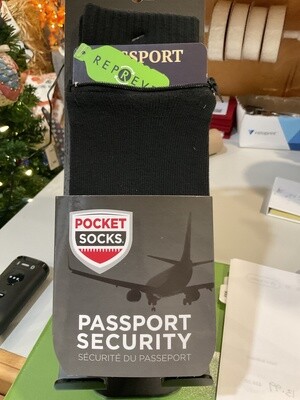 PASSPORT
REPREVE
POCKET
SOCKS.
PASSPORT
SECURITY
SÉCURITÉ DU PASSEPORT